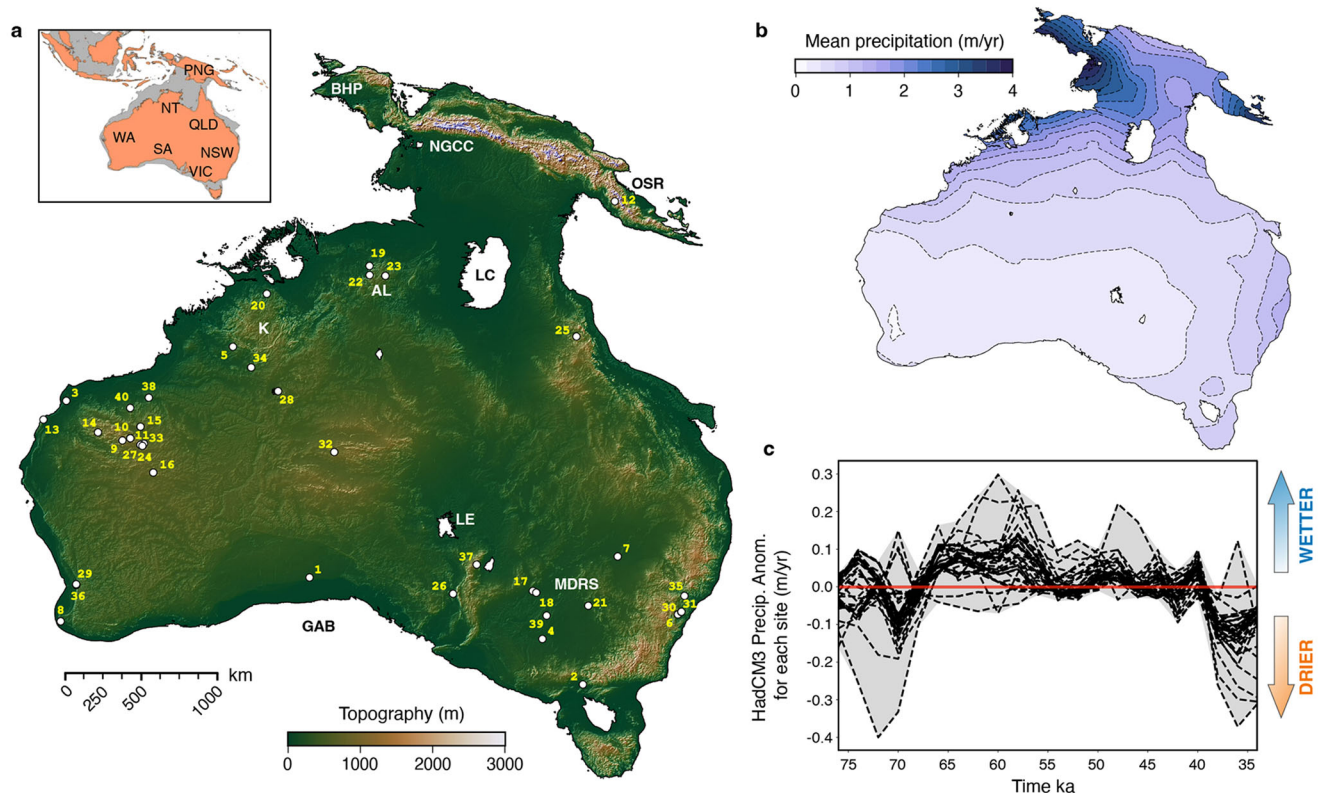 a
PNG
NT
QLD
WA
SA
NSW
VIC
BHP
NGCC
OSR
12
19
23
22
AL
LC
20
K
25
5
34
3
38
40
28
13
15
14
10
11
33
9
27
24
32
16
LE
37
7
29
1
17
MDRS
35
26
36
18
21
30
31
8
6
GAB
39
4
2
0
250
500
1000
km
Topography (m)
0 1000 2000 3000
b
Mean precipitation (m/yr)
0 1 2 3 4
c
HadCM3 Precip. Anom.
for each site (m/yr)
0.3
0.2
0.1
0.0
-0.1
-0.2
-0.3
-0.4
75 70 65 60 55 50 45 40 35
Time ka
WETTER
DRIER